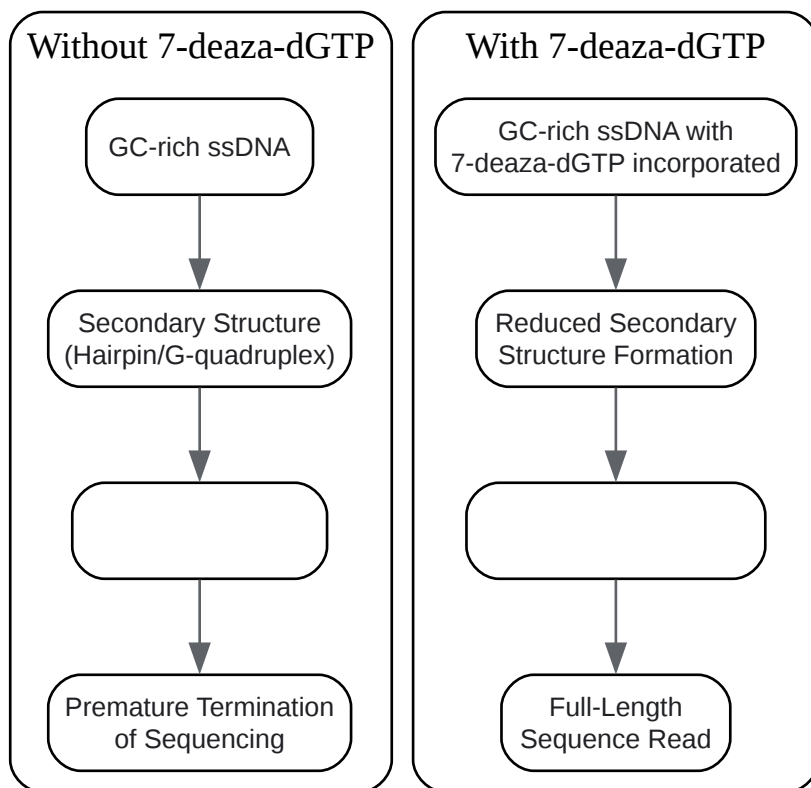 Without 7-deaza-dGTP
GC-rich ssDNA
Secondary Structure
(Hairpin/G-quadruplex)
Premature Termination
of Sequencing
With 7-deaza-dGTP
GC-rich ssDNA with
7-deaza-dGTP incorporated
Reduced Secondary
Structure Formation
Full-Length
Sequence Read